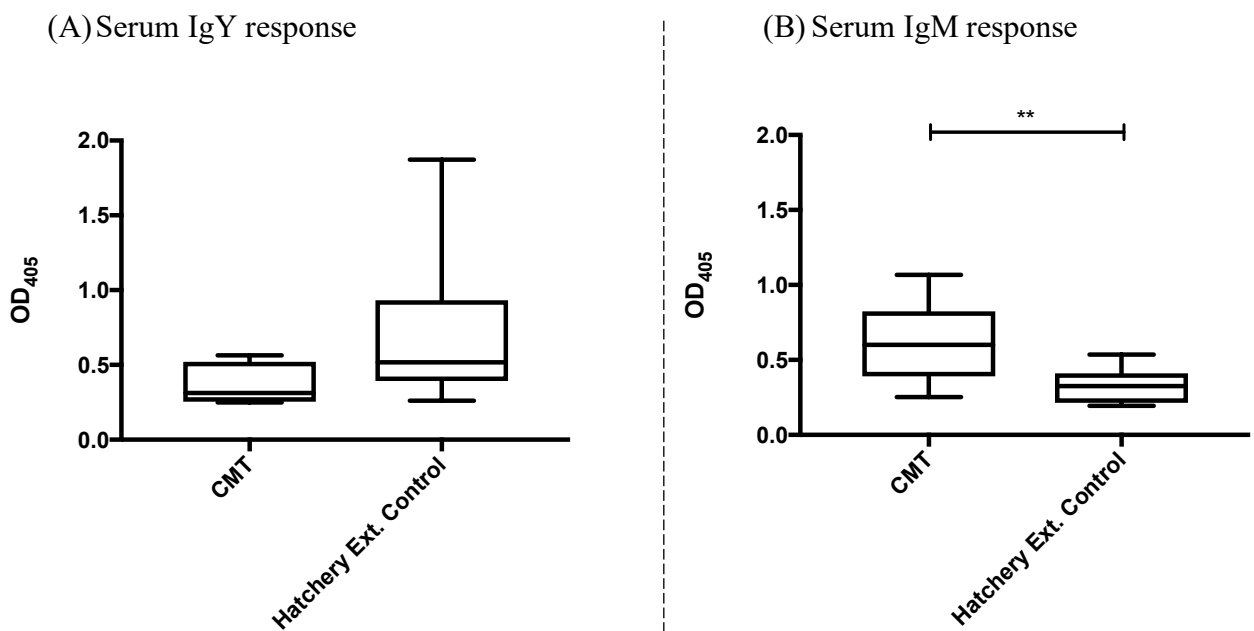 (A) Serum IgY response
2.0
1.5
1.0
0.5
0.0
OD405
CMT
Hatchery Ext. Control
(B) Serum IgM response
**
2.0
1.5
1.0
0.5
0.0
OD405
CMT
Hatchery Ext. Control